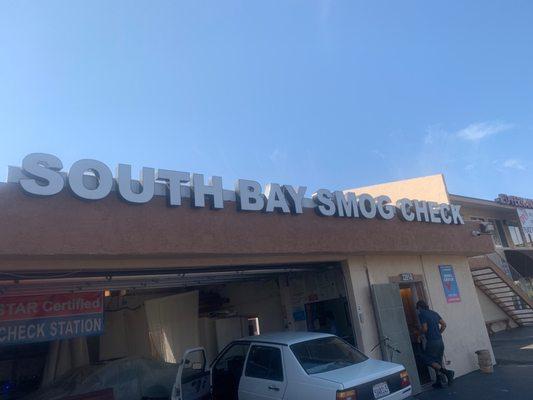 SOUTH BAY SMOG CHECK
STAR Certified
CHECK STATION